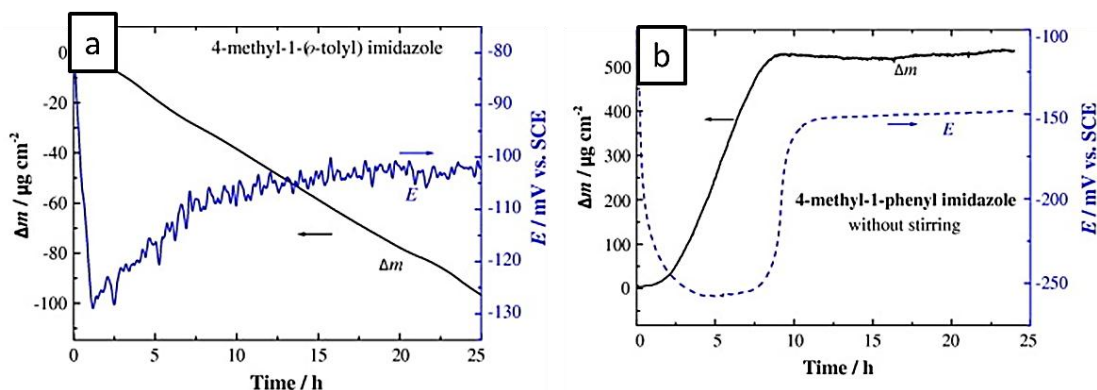 a
4-methyl-1-(o-tolyl) imidazole
0
-20
-40
-60
-80
-100
Δm / μg cm-2
-80
-90
-100
-110
-120
-130
E / mV vs. SCE
E
Δm
0 5 10 15 20 25
Time / h
b
500
400
300
200
100
0
Δm / μg cm-2
-100
-150
-200
-250
E / mV vs. SCE
Δm
E
4-methyl-1-phenyl imidazole
without stirring
0 5 10 15 20 25
Time / h